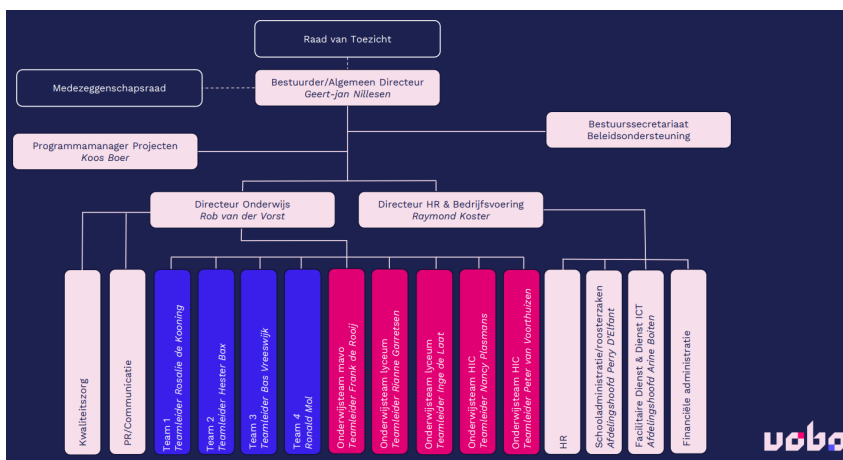 Raad van Toezicht
Medezeggenschapsraad
Bestuurder/Algemeen Directeur
Geert-jan Nillesen
Bestuurssecretariaat
Beleidsondersteuning
Programmamanager Projecten
Koos Boer
Directeur Onderwijs
Rob van der Vorst
Directeur HR & Bedrijfsvoering
Raymond Koster
Kwaliteitszorg
PR/Communicatie
Team 1
Teamleider Rosalie de Kooning
Team 2
Teamleider Hester Bax
Team 3
Teamleider Bas Vreeswijk
Team 4
Ronald Mol
Onderwijsteam mavo
Teamleider Frank de Rooij
Onderwijsteam lyceum
Teamleider Rianne Garretsen
Onderwijsteam lyceum
Teamleider Inge de Laat
Onderwijsteam HIC
Teamleider Nancy Plasmans
Onderwijsteam HIC
Teamleider Peter van Voorthuizen
HR
Schooladministratie/roosterzaken
Afdelingshoofd Perry D'Elfant
Facilitaire Dienst & Dienst ICT
Afdelingshoofd Arine Bolten
Financiële administratie